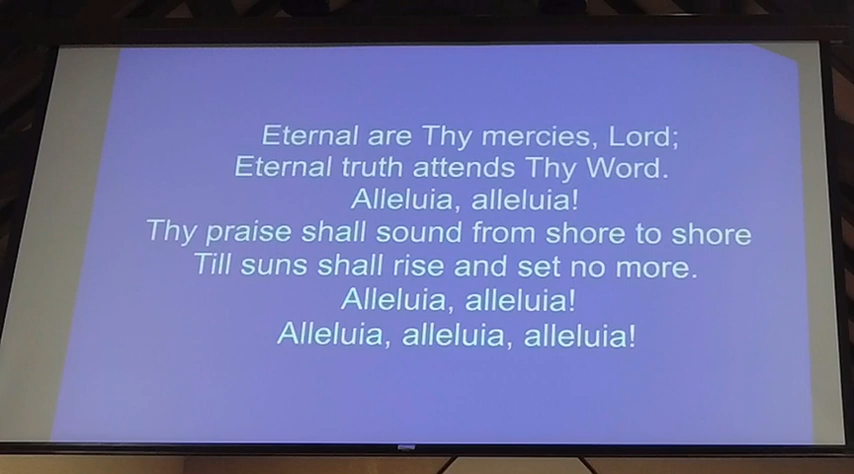 Eternal are Thy mercies, Lord;
Eternal truth attends Thy Word.
Alleluia, alleluia!
Thy praise shall sound from shore to shore
Till suns shall rise and set no more.
Alleluia, alleluia!
Alleluia, alleluia, alleluia!